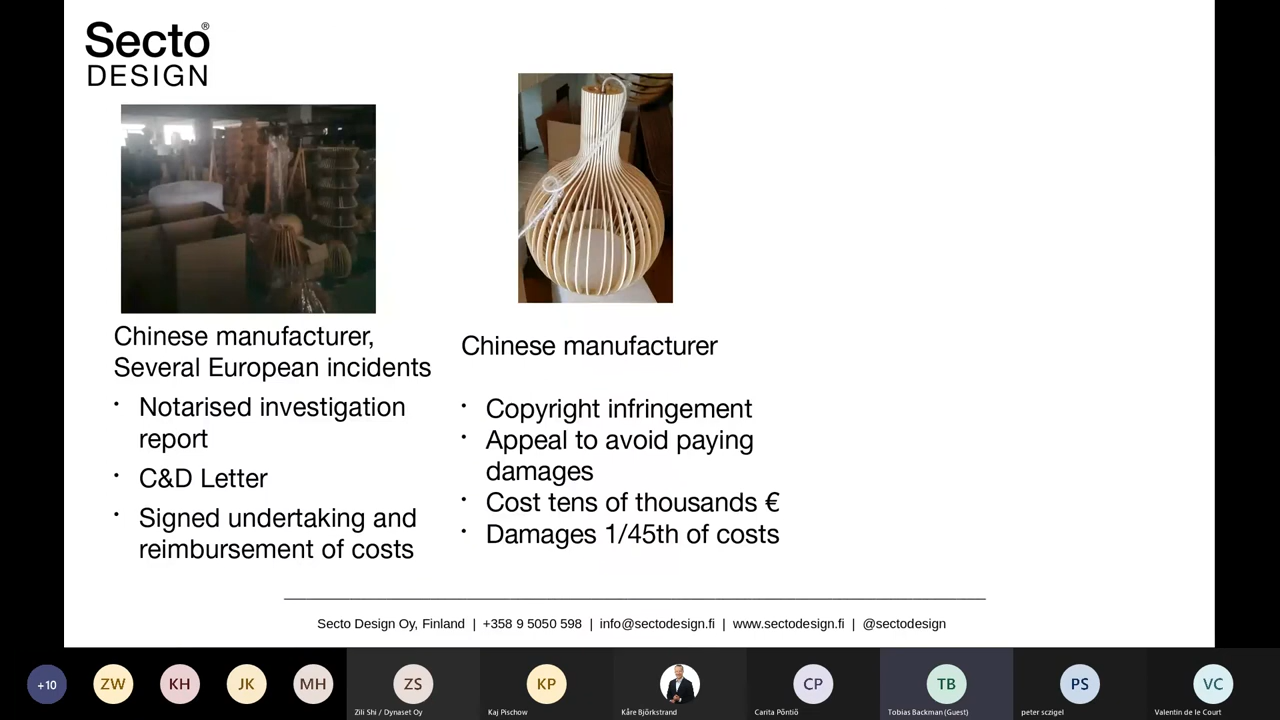 Secto®
DESIGN
Chinese manufacturer,
Several European incidents
· Notarised investigation
report
· C&D Letter
· Signed undertaking and
reimbursement of costs
Chinese manufacturer
· Copyright infringement
· Appeal to avoid paying
damages
· Cost tens of thousands €
· Damages 1/45th of costs
Secto Design Oy, Finland | +358 9 5050 598 | info@sectodesign.fi | www.sectodesign.fi | @sectodesign
+10
ZW
KH
JK
MH
ZS
KP
CP
TB
PS
VC
Zili Shi / Dynaset Oy
Kaj Pischow
Kåre Björkstrand
Carita Pöntiö
Tobias Backman (Guest)
peter sczigel
Valentin de le Court